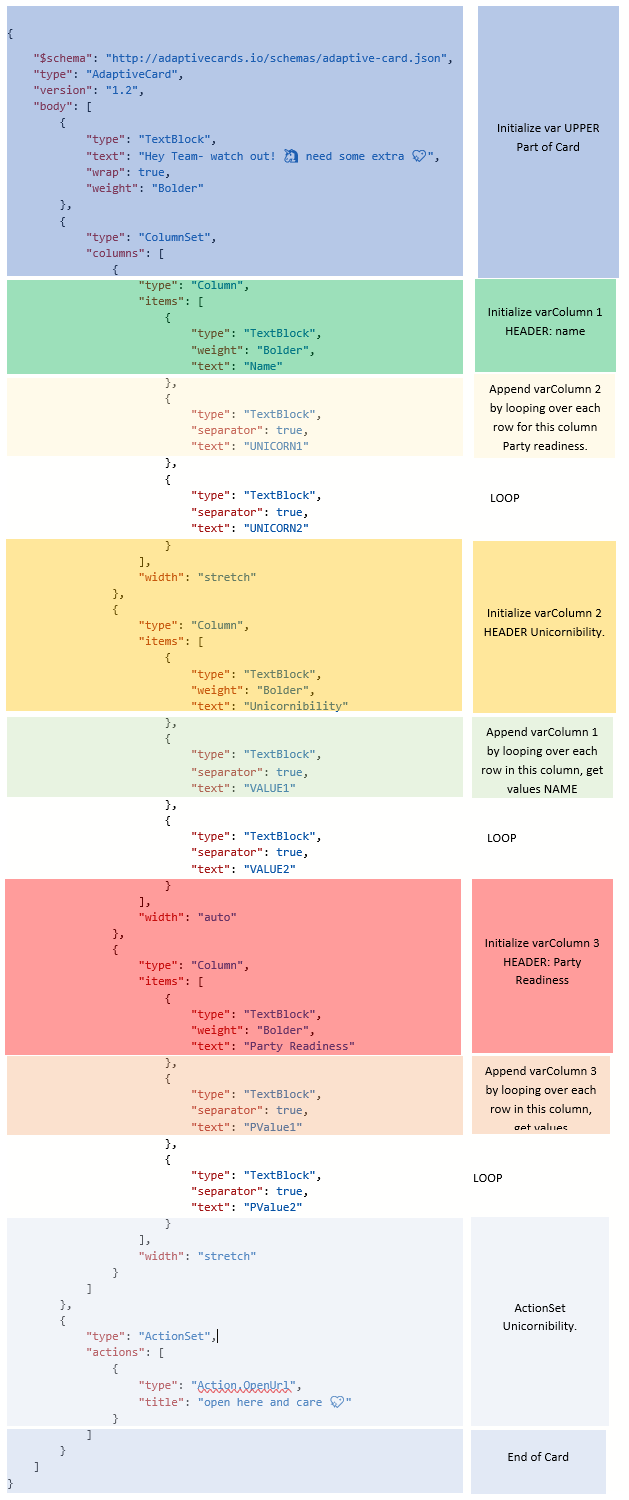 {
"$schema": "http://adaptivecards.io/schemas/adaptive-card.json",
"type": "AdaptiveCard",
"version": "1.2",
"body": [
{
"type": "TextBlock",
"text": "Hey Team- watch out! 🦄 need some extra 💖",
"wrap": true,
"weight": "Bolder"
},
{
"type": "ColumnSet",
"columns": [
{
Initialize var UPPER
Part of Card
"type": "Column",
"items": [
{
"type": "TextBlock",
"weight": "Bolder",
"text": "Name"
Initialize varColumn 1
HEADER: name
},
{
"type": "TextBlock",
"separator": true,
"text": "UNICORN1"
Append varColumn 2
by looping over each
row for this column
Party readiness.
},
{
"type": "TextBlock",
"separator": true,
"text": "UNICORN2"
LOOP
}
],
"width": "stretch"
},
{
"type": "Column",
"items": [
{
"type": "TextBlock",
"weight": "Bolder",
"text": "Unicornibility"
Initialize varColumn 2
HEADER Unicornibility.
},
{
"type": "TextBlock",
"separator": true,
"text": "VALUE1"
Append varColumn 1
by looping over each
row in this column, get
values NAME
},
{
"type": "TextBlock",
"separator": true,
"text": "VALUE2"
LOOP
}
],
"width": "auto"
},
{
"type": "Column",
"items": [
{
"type": "TextBlock",
"weight": "Bolder",
"text": "Party Readiness"
Initialize varColumn 3
HEADER: Party
Readiness
},
{
"type": "TextBlock",
"separator": true,
"text": "PValue1"
Append varColumn 3
by looping over each
row in this column,
get values
},
{
"type": "TextBlock",
"separator": true,
"text": "PValue2"
LOOP
}
],
"width": "stretch"
}
]
},
{
"type": "ActionSet",
"actions": [
{
"type": "Action.OpenUrl",
"title": "open here and care 💖"
}
ActionSet
Unicornibility.
]
}
]
}
End of Card